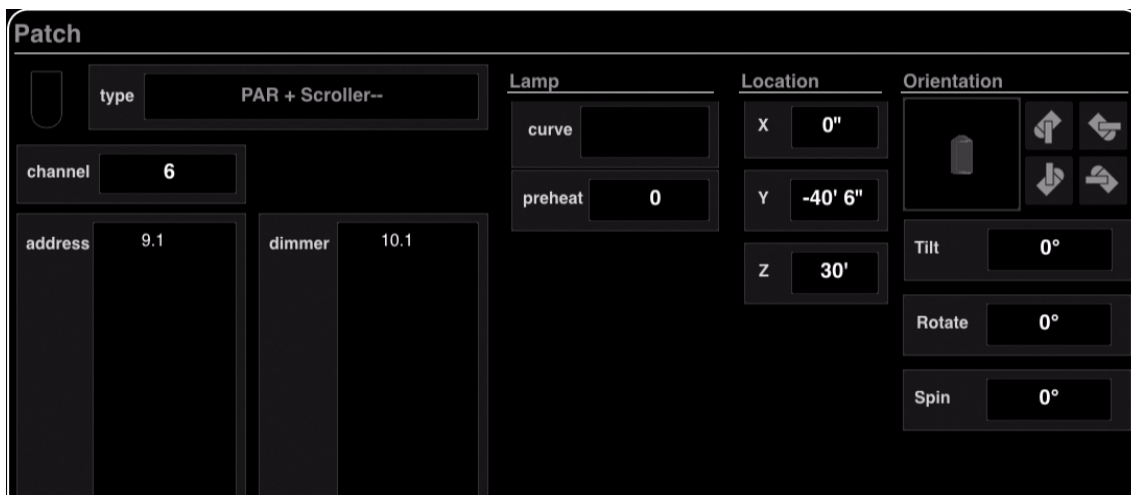 Patch
type PAR + Scroller--
channel 6
address 9.1
dimmer 10.1
Lamp
curve
preheat 0
Location
X 0"
Y -40' 6"
Z 30'
Orientation
Tilt 0°
Rotate 0°
Spin 0°